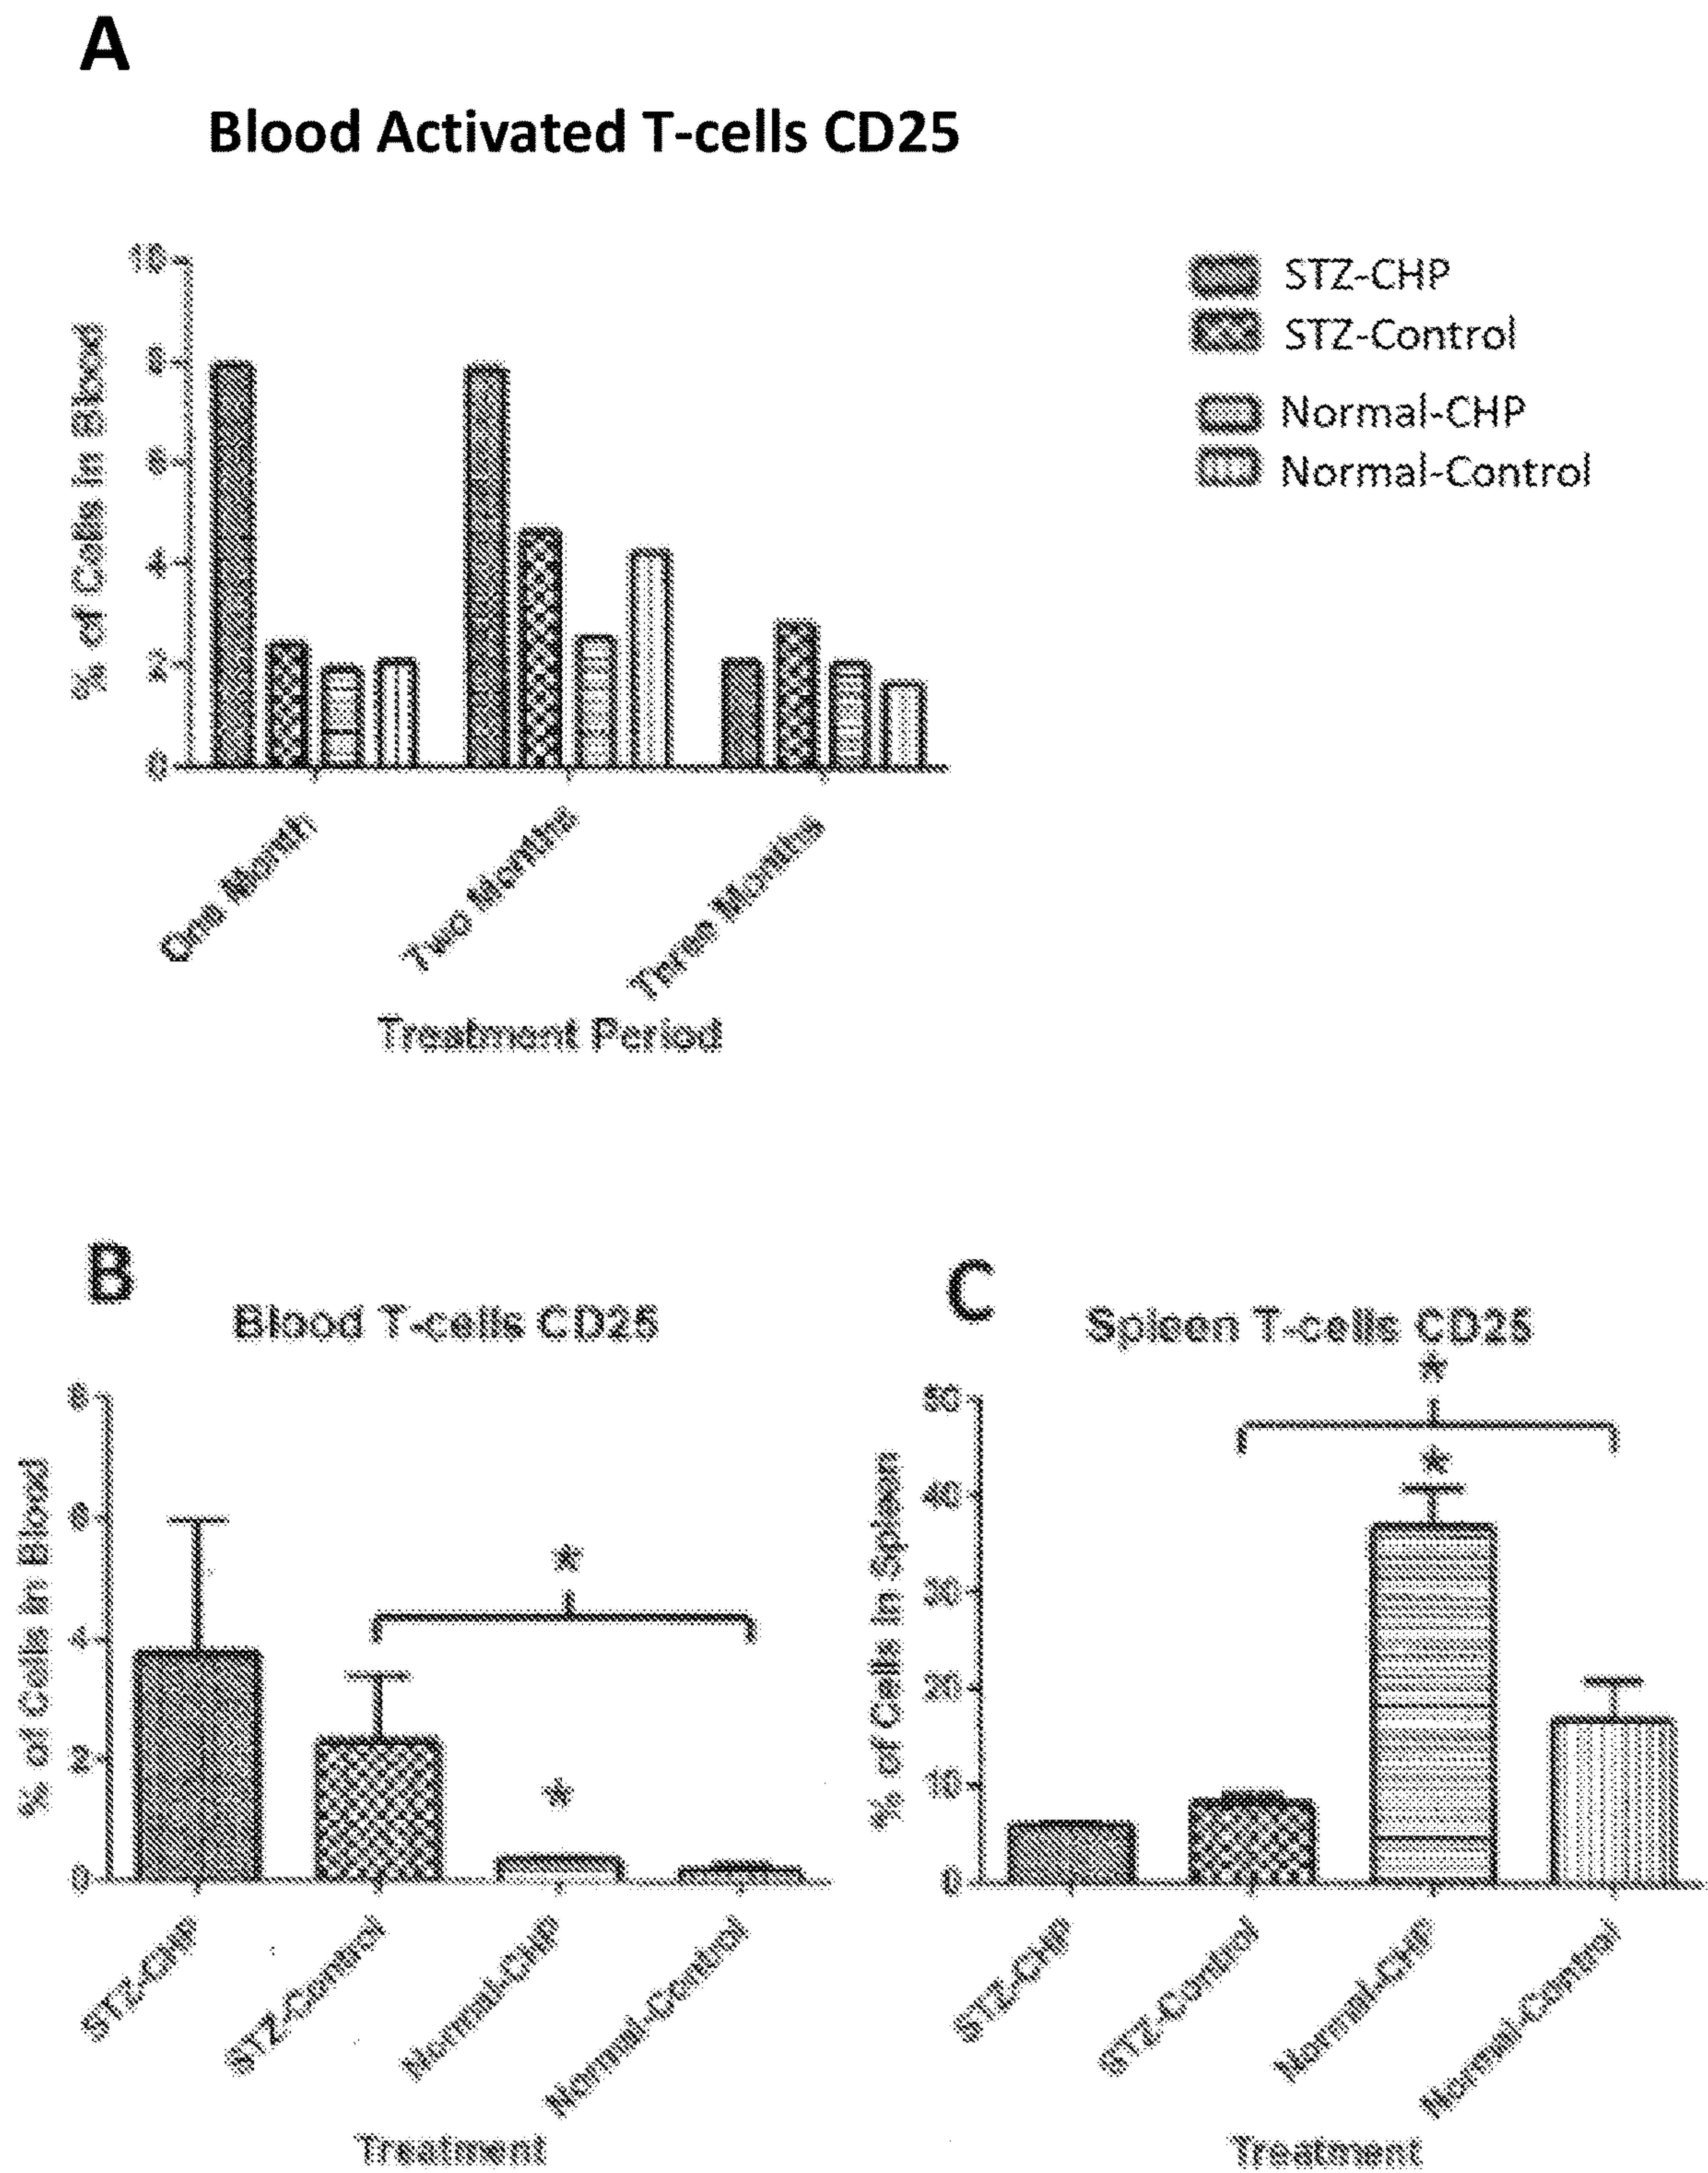 A
Blood Activated T-cells CD25
10
8
6
4
2
0
% of Cells in Blood
One Month
Two Months
Three Months
Treatment Period
STZ-CHP
STZ-Control
Normal-CHP
Normal-Control
B
Blood T-cells CD25
8
6
4
2
0
% of Cells in Blood
*
*
STZ-CHP
STZ-Control
Normal-CHP
Normal-Control
Treatment
C
Spleen T-cells CD25
*
*
50
40
30
20
10
0
% of Cells in Spleen
STZ-CHP
STZ-Control
Normal-CHP
Normal-Control
Treatment